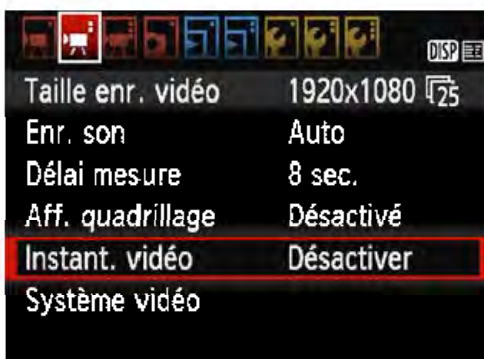 DISP
Taille enr. vidéo 1920x1080 25
Enr. son Auto
Délai mesure 8 sec.
Aff. quadrillage Désactivé
Instant. vidéo Désactiver
Système vidéo